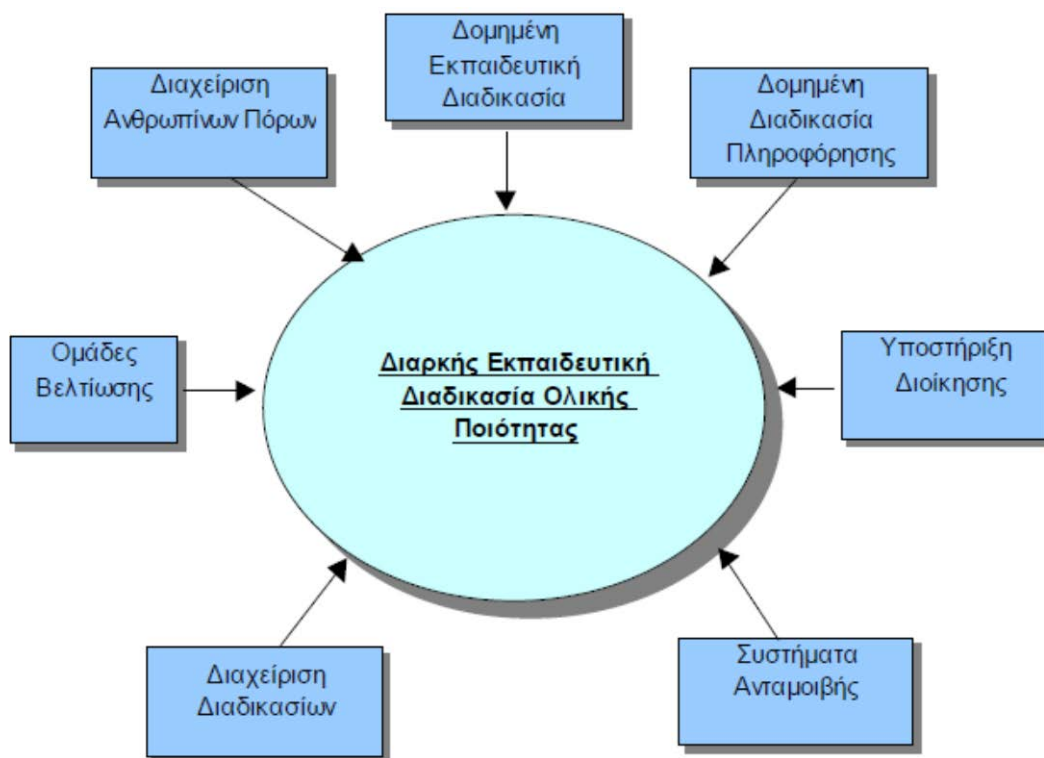 Δομημένη
Εκπαιδευτική
Διαδικασία
Διαχείριση
Ανθρωπίνων Πόρων
Δομημένη
Διαδικασία
Πληροφόρησης
Ομάδες
Βελτίωσης
Διαρκής Εκπαιδευτική
Διαδικασία Ολικής
Ποιότητας
Υποστήριξη
Διοίκησης
Διαχείριση
Διαδικασίων
Συστήματα
Ανταμοιβής